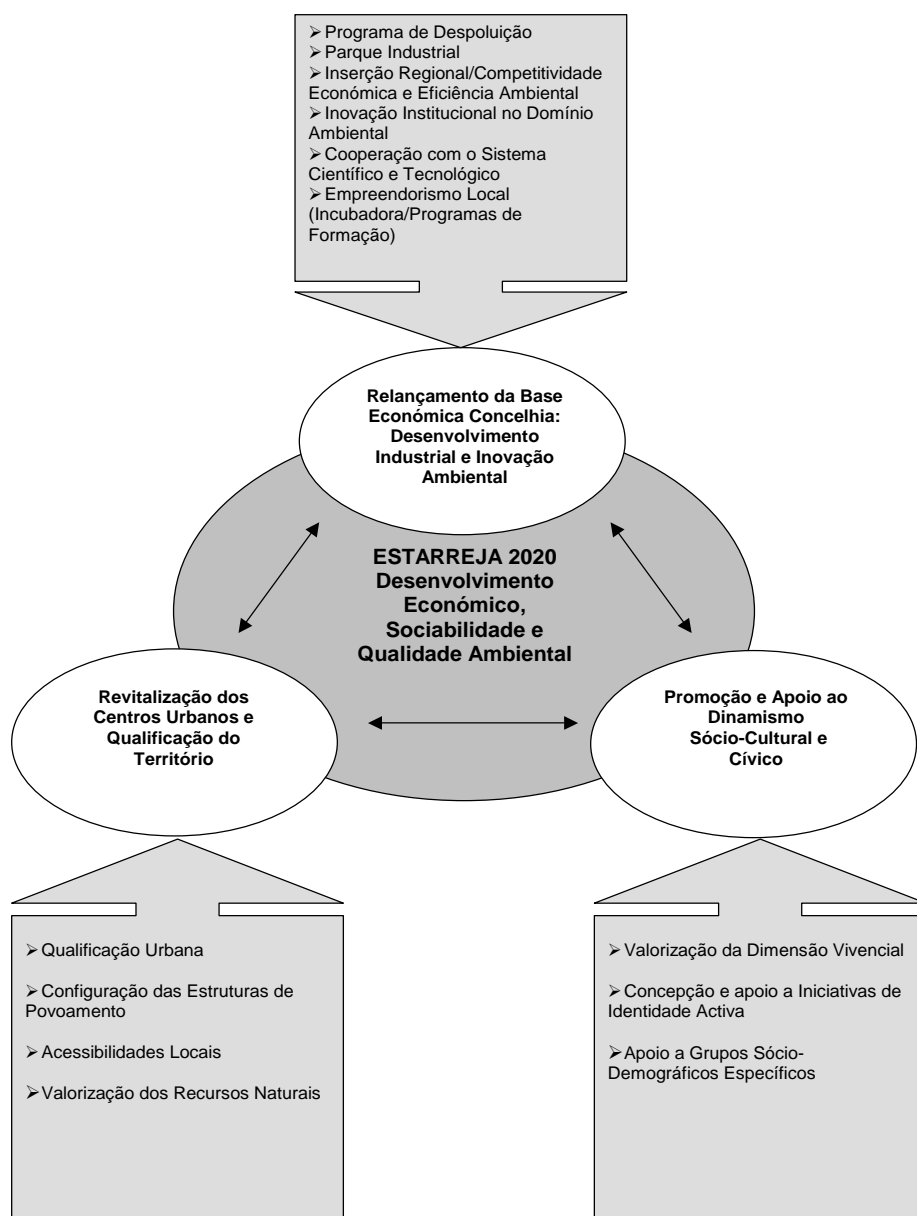 ➢Programa de Despoluição
➢Parque Industrial
➢Inserção Regional/Competitividade
Económica e Eficiência Ambiental
➢Inovação Institucional no Domínio
Ambiental
➢Cooperação com o Sistema
Científico e Tecnológico
➢Empreendorismo Local
(Incubadora/Programas de
Formação)
Relançamento da Base
Económica Concelhia:
Desenvolvimento
Industrial e Inovação
Ambiental
ESTARREJA 2020
Desenvolvimento
Económico,
Sociabilidade e
Qualidade Ambiental
Revitalização dos
Centros Urbanos e
Qualificação do
Território
Promoção e Apoio ao
Dinamismo
Sócio-Cultural e
Cívico
➢Qualificação Urbana
➢Configuração das Estruturas de
Povoamento
➢Acessibilidades Locais
➢Valorização dos Recursos Naturais
➢Valorização da Dimensão Vivencial
➢Concepção e apoio a Iniciativas de
Identidade Activa
➢Apoio a Grupos Sócio-
Demográficos Específicos